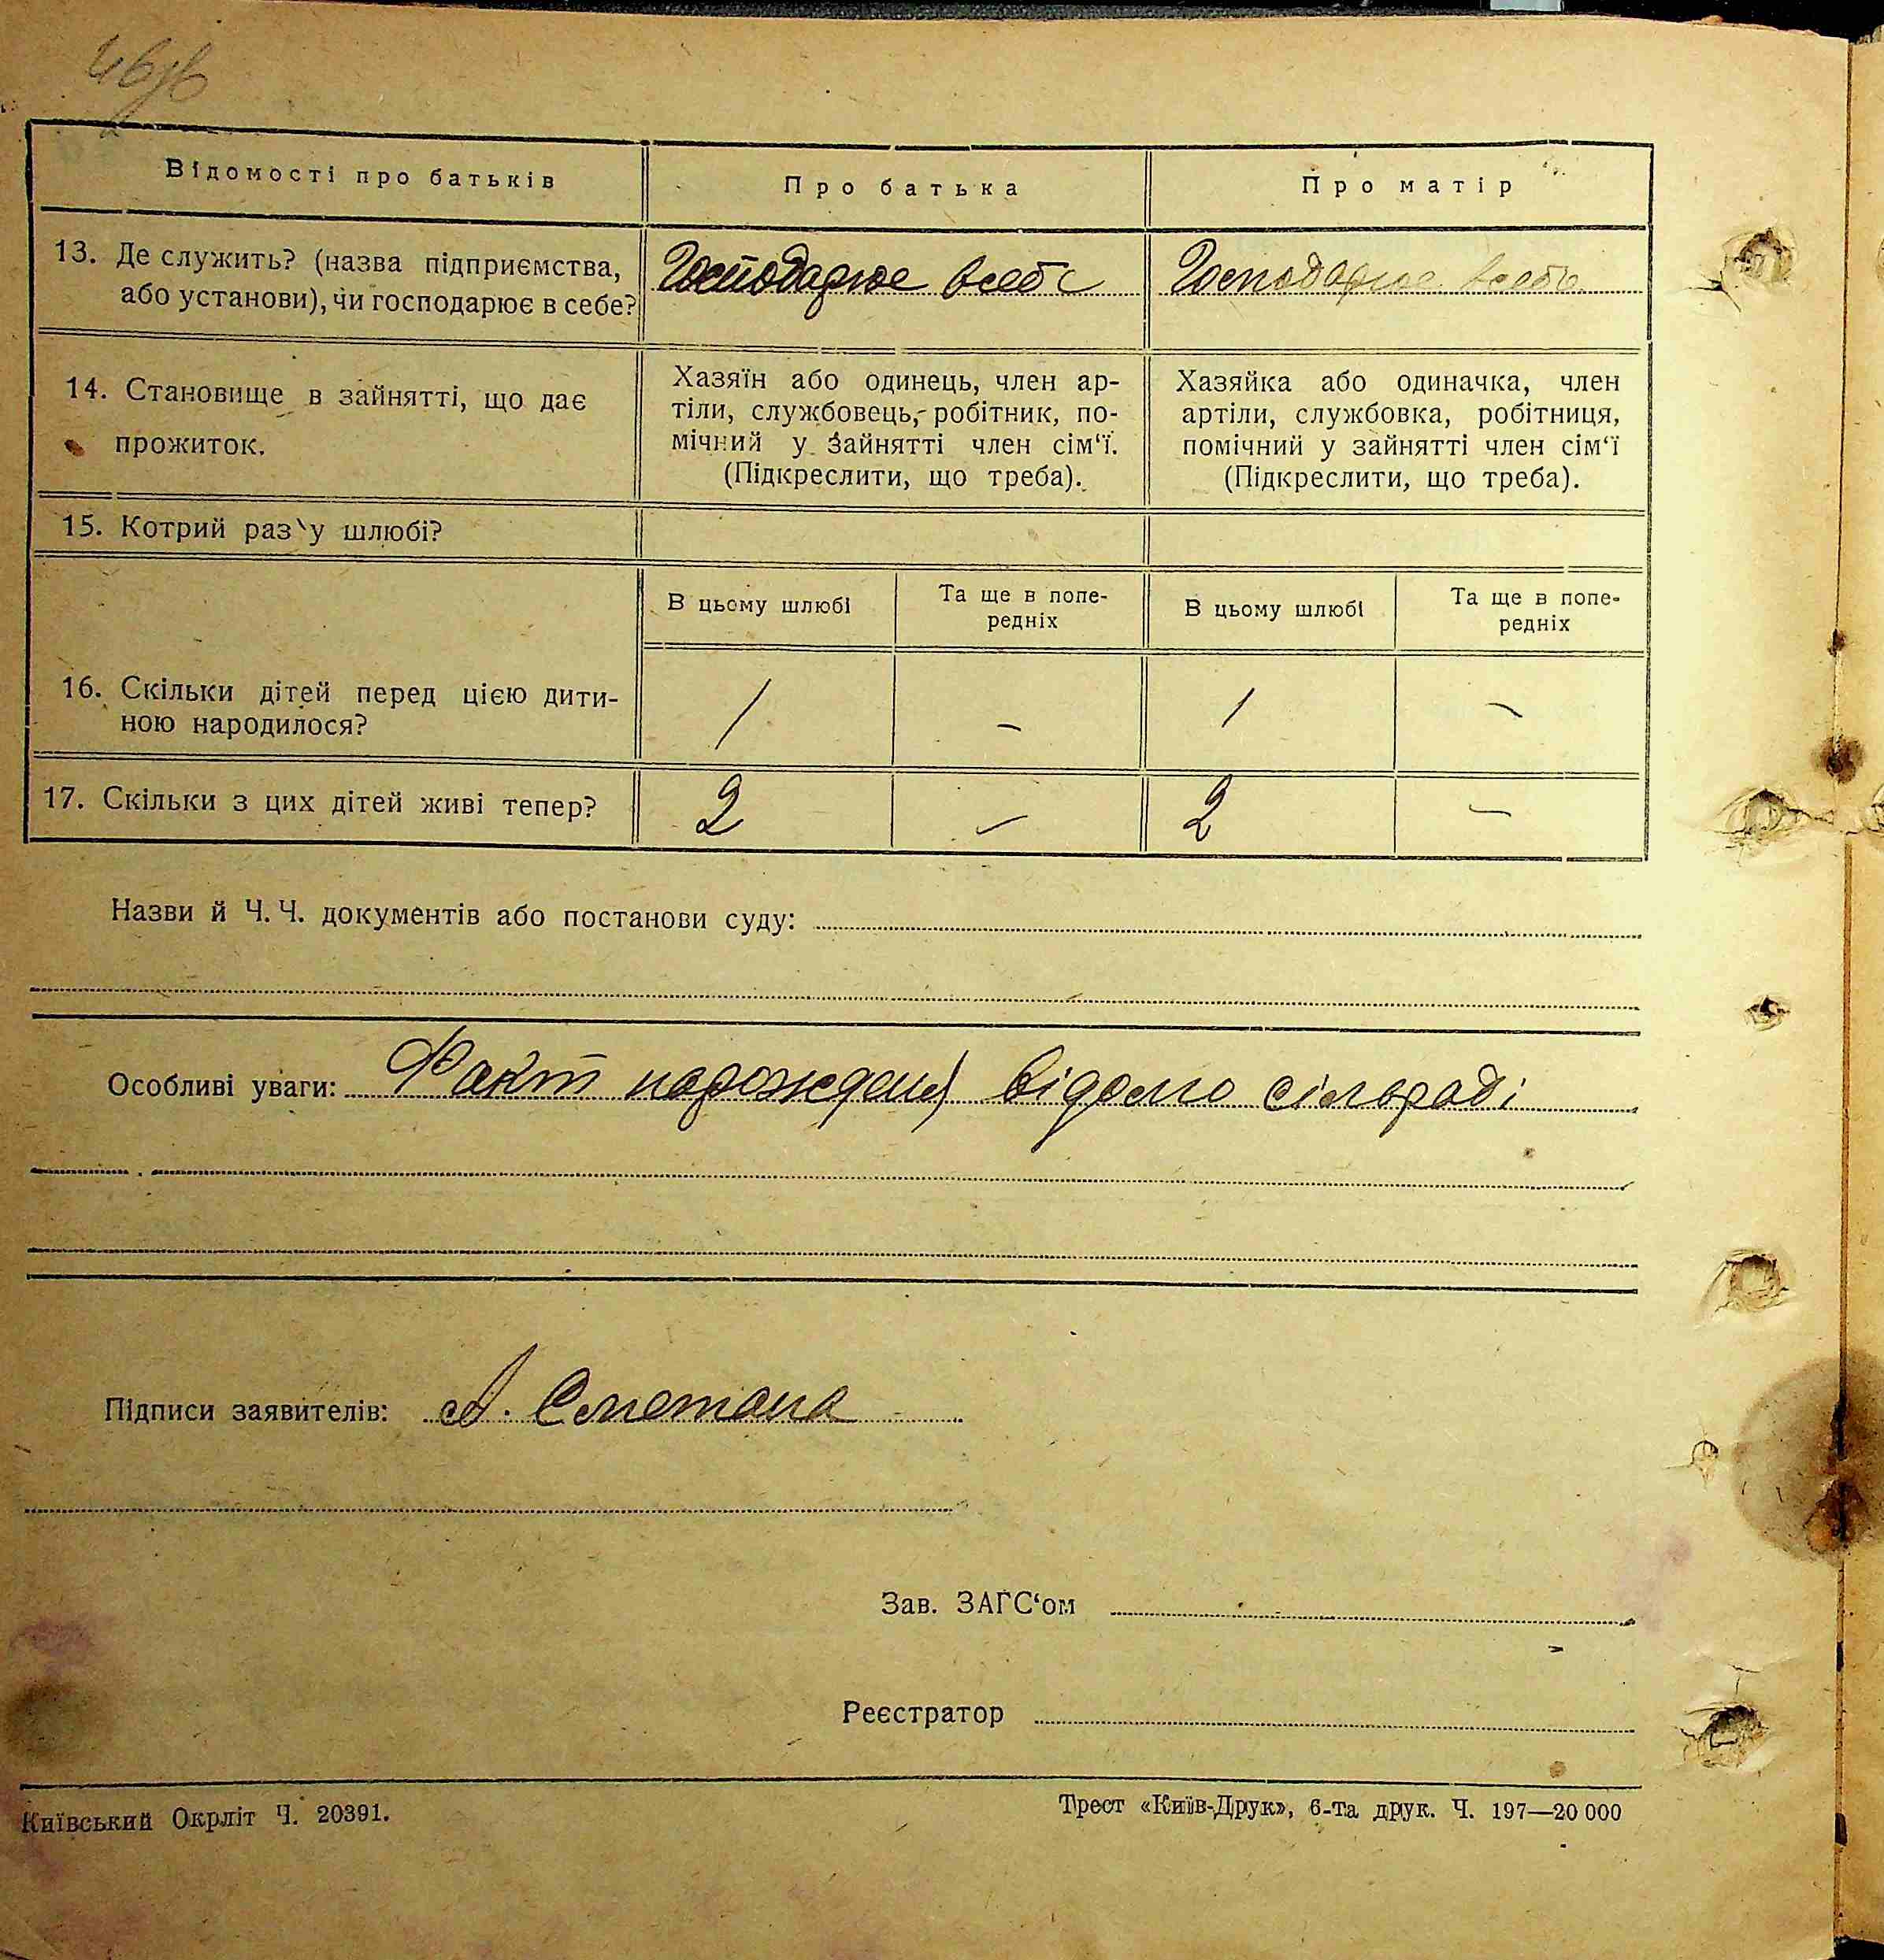 Відомості про батьків
Про батька
Про матір
13. Де служить? (назва підприємства,
або установи), чи господарює в себе?
Господарює всебе
Господарює всебе
14. Становище в зайнятті, що дає
прожиток.
Хазяїн або одинець, член ар-
тіли, службовець, робітник, по-
мічний у зайнятті член сім‘ї.
(Підкреслити, що треба).
Хазяйка або одиначка, член
артіли, службовка, робітниця,
помічний у зайнятті член сім‘ї
(Підкреслити, що треба).
15. Котрий раз у шлюбі?
В цьому шлюбі
Та ще в попе-
редніх
В цьому шлюбі
Та ще в попе-
редніх
16. Скільки дітей перед цією дити-
ною народилося?
1 – 1 –
17. Скільки з цих дітей живі тепер?
2 – 2 –
Назви й Ч. Ч. документів або постанови суду:
Особливі уваги: Факт нарождення відомо сільраді
Підписи заявителів: А. Сметана
Зав. ЗАГС‘ом
Реєстратор
Київський Окрліт Ч. 20391.
Трест «Київ-Друк», 6-та друк. Ч. 197—20 000